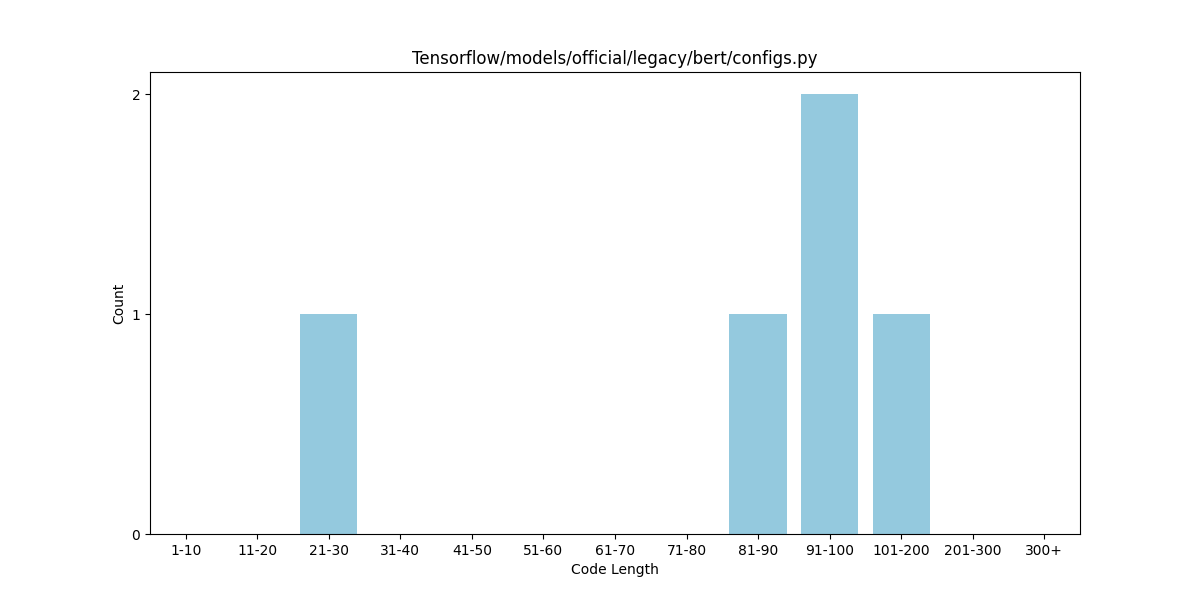 Tensorflow/models/official/legacy/bert/configs.py
2
1
0
Count
1-10 11-20 21-30 31-40 41-50 51-60 61-70 71-80 81-90 91-100 101-200 201-300 300+
Code Length